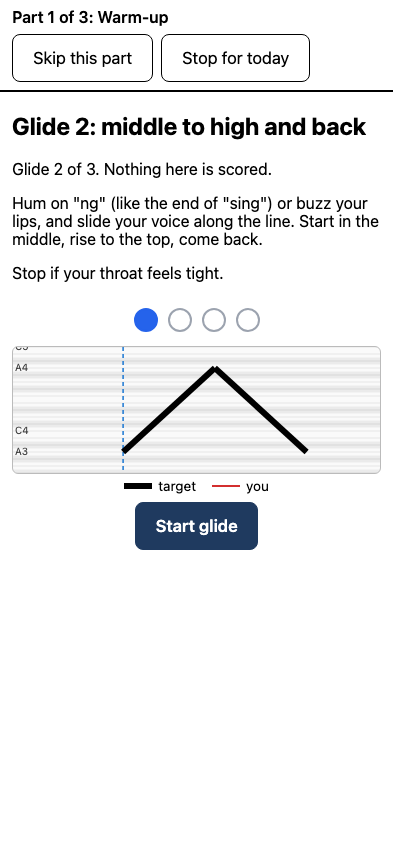 Part 1 of 3: Warm-up
Skip this part
Stop for today
Glide 2: middle to high and back
Glide 2 of 3. Nothing here is scored.
Hum on "ng" (like the end of "sing") or buzz your
lips, and slide your voice along the line. Start in the
middle, rise to the top, come back.
Stop if your throat feels tight.
A4
C4
A3
target
you
Start glide